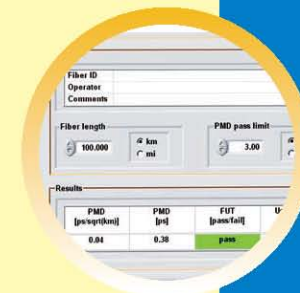 Fiber ID
Operator
Comments
Fiber length
PMD pass limit
100.000
km
mi
3.00
Results
PMD
[ps/sqrt(km)]
PMD
[ps]
FUT
[pass/fail]
0.04
0.38
pass